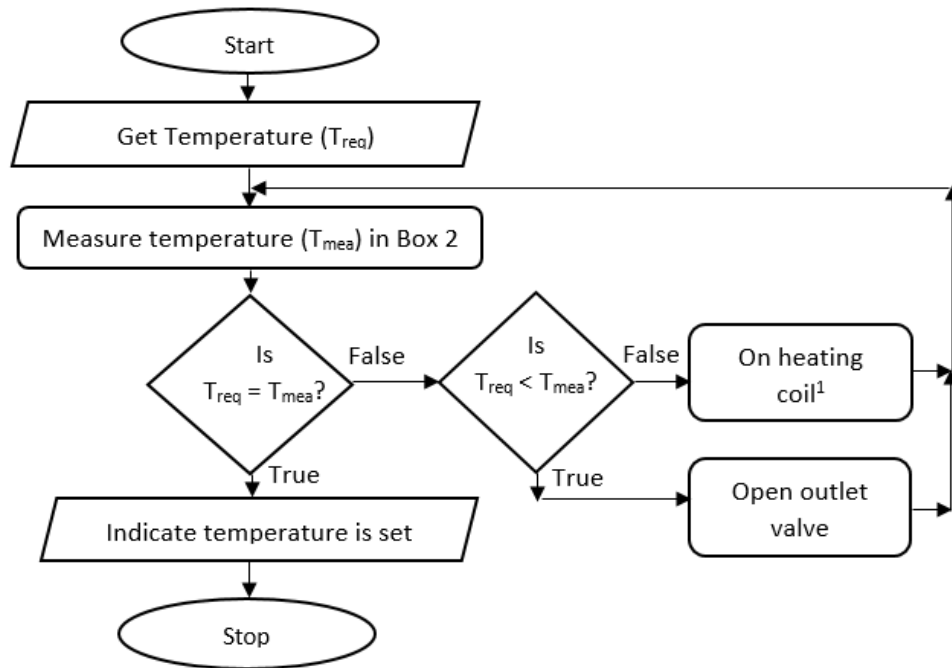 Start
Get Temperature (Treq)
Measure temperature (Tmea) in Box 2
Is
Treq = Tmea?
False
True
Is
Treq < Tmea?
False
True
On heating
coil¹
Open outlet
valve
Indicate temperature is set
Stop